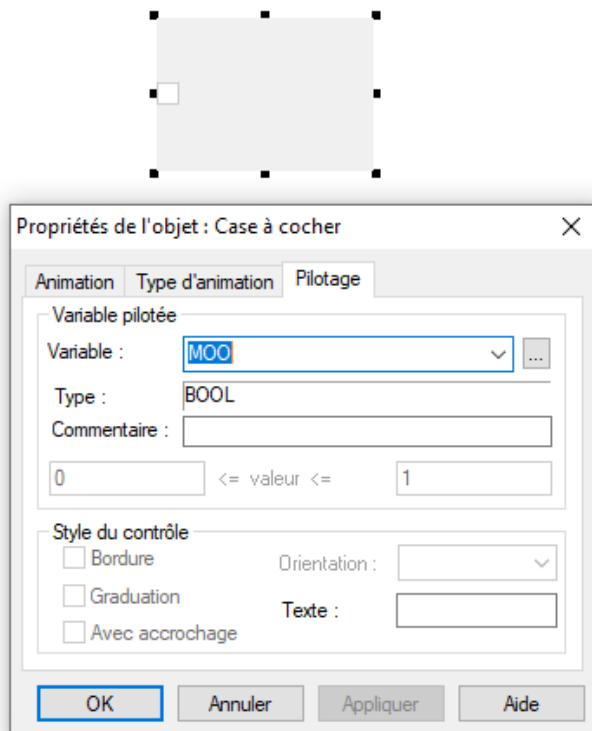 Propriétés de l'objet : Case à cocher
Animation Type d'animation Pilotage
Variable pilotée
Variable : MOO ...
Type : BOOL
Commentaire :
0 <= valeur <= 1
Style du contrôle
Bordure Orientation :
Graduation
Texte :
Avec accrochage
OK Annuler Appliquer Aide